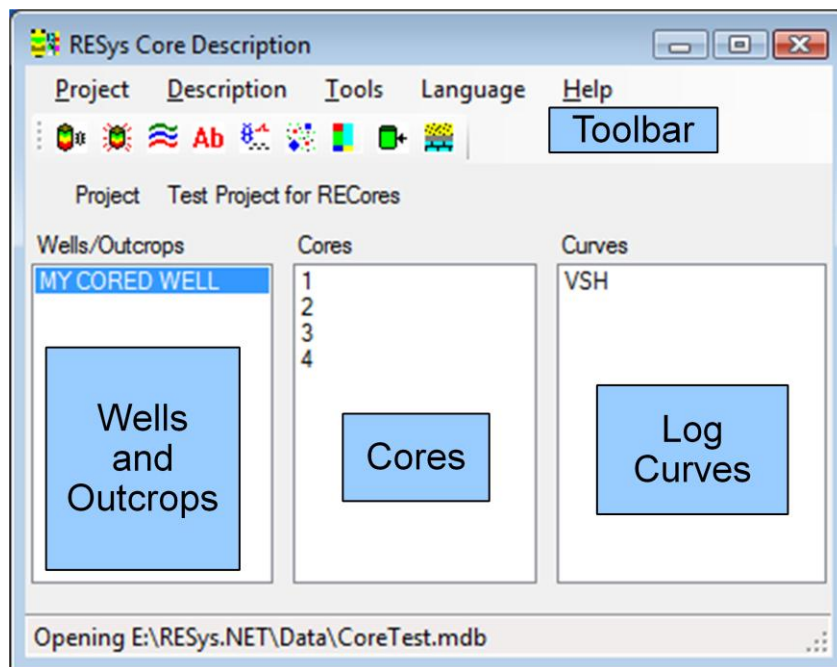 RESys Core Description
Project Description Tools Language Help
Ab
Toolbar
Project Test Project for RECores
Wells/Outcrops Cores Curves
MY CORED WELL 1 VSH
2
3
4
Wells
and
Outcrops
Cores
Log
Curves
Opening E:\RESys.NET\Data\CoreTest.mdb